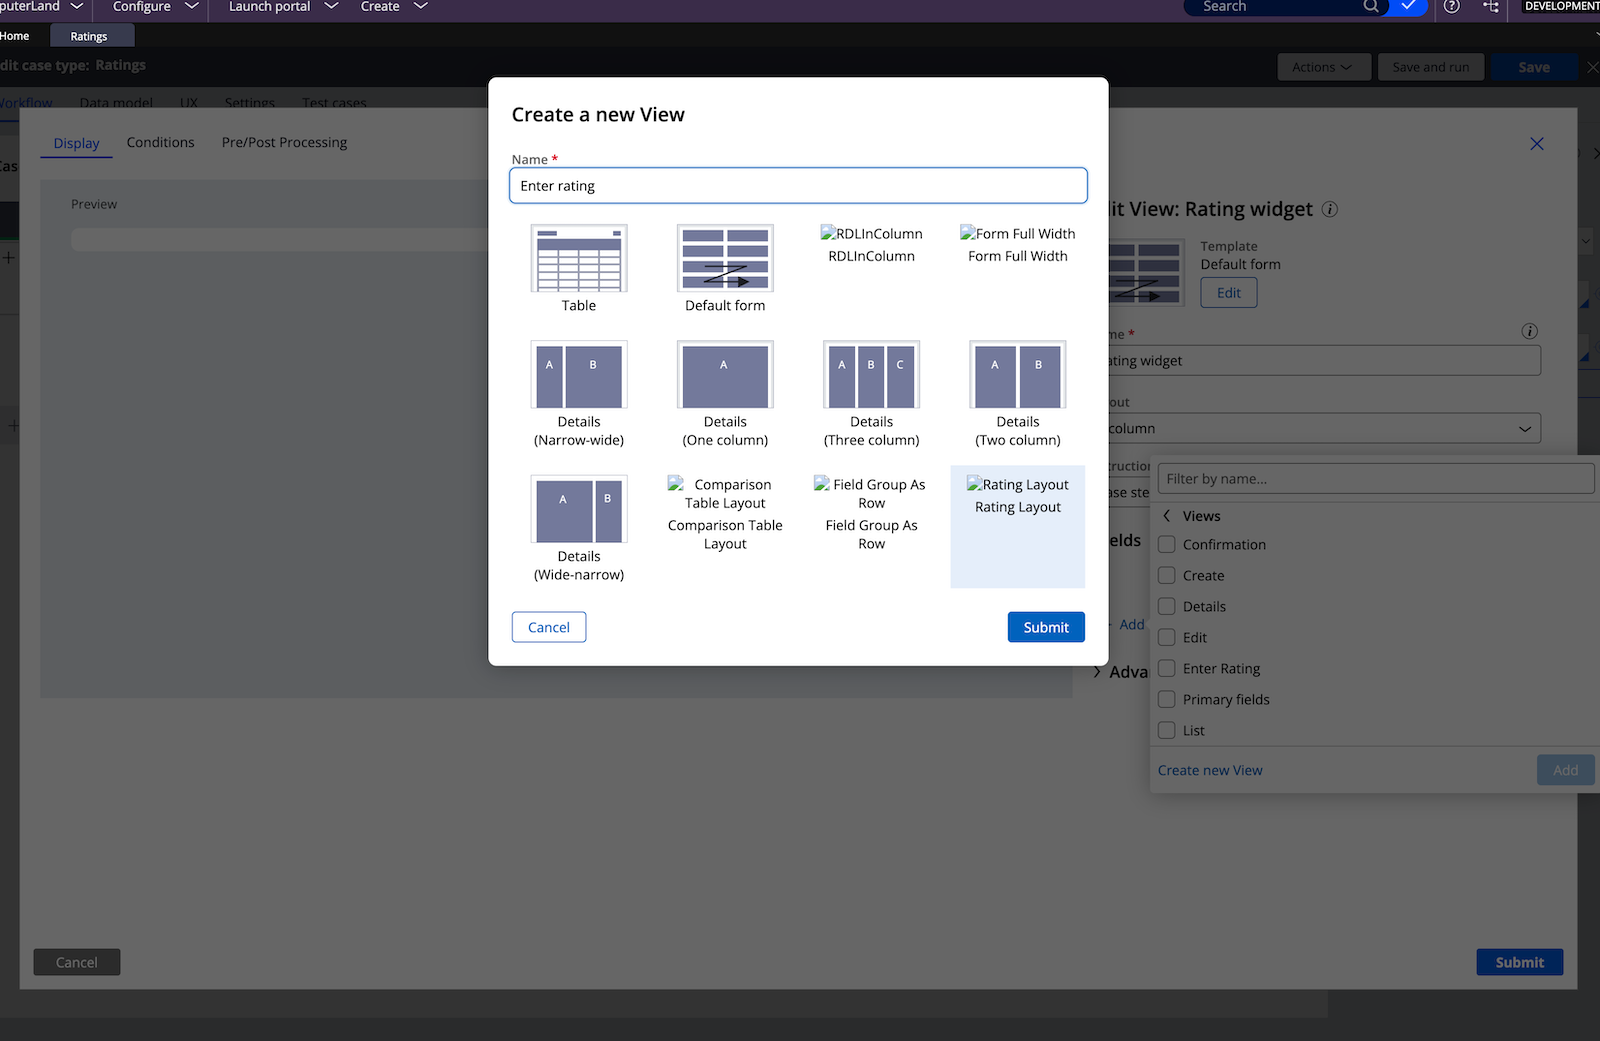 puterLand
Configure
Launch portal
Create
Search
DEVELOPMENT
Home
Ratings
dit case type: Ratings
Actions
Save and run
Save
Workflow
Data model
UX
Settings
Test cases
Cas
Display
Conditions
Pre/Post Processing
Preview
Create a new View
Name *
Enter rating
Table
Default form
RDLInColumn
RDLInColumn
Form Full Width
Form Full Width
A B
Details
(Narrow-wide)
A
Details
(One column)
A B C
Details
(Three column)
A B
Details
(Two column)
A B
Details
(Wide-narrow)
Comparison
Table Layout
Comparison Table
Layout
Field Group As
Row
Field Group As
Row
Rating Layout
Rating Layout
Cancel
Submit
it View: Rating widget
Template
Default form
Edit
me *
ating widget
out
column
tructio
ase ste
elds
Add
Adva
Filter by name...
Views
Confirmation
Create
Details
Edit
Enter Rating
Primary fields
List
Create new View
Add
Cancel
Submit